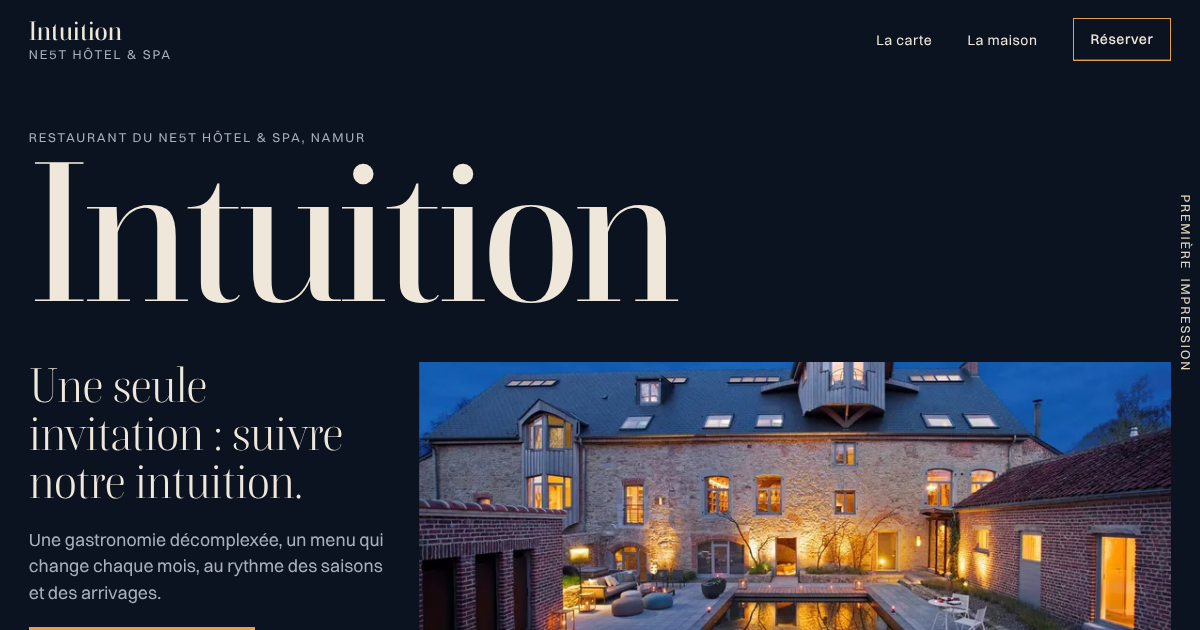 Intuition
NE5T HÔTEL & SPA
La carte
La maison
Réserver
RESTAURANT DU NE5T HÔTEL & SPA, NAMUR
Intuition
PREMIÈRE IMPRESSION
Une seule
invitation : suivre
notre intuition.
Une gastronomie décomplexée, un menu qui
change chaque mois, au rythme des saisons
et des arrivages.